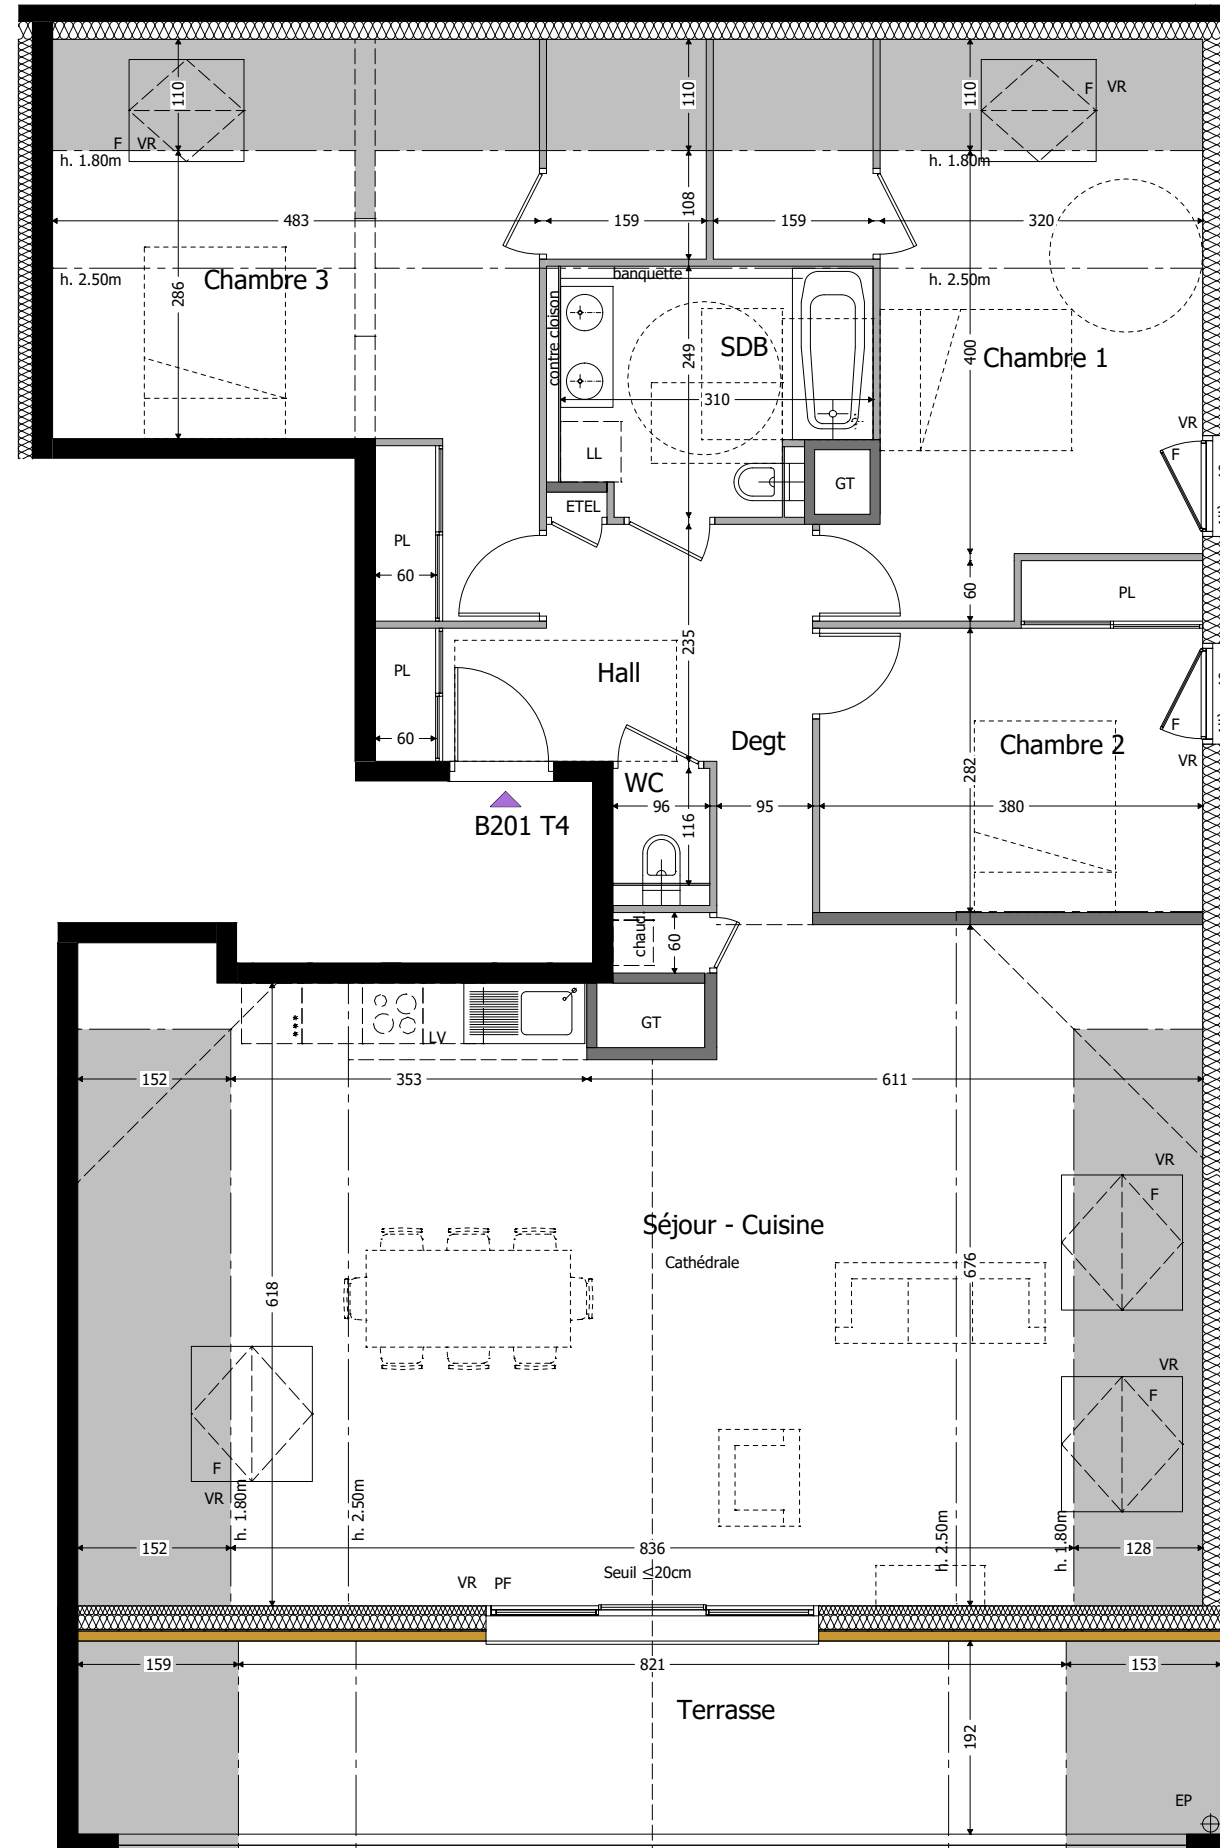 110
110
110
F VR
F VR
h. 1.80m
h. 1.80m
483
159
108
159
320
h. 2.50m
Chambre 3
286
banquette
h. 2.50m
contre cloison
SDB
249
310
400
Chambre 1
LL
ETEL
GT
VR
F
PL
60
60
PL
235
Hall
PL
60
Degt
Chambre 2
282
F
VR
WC
96
95
380
116
B201 T4
chaud.
60
***
LV
GT
152
353
611
VR
F
Séjour - Cuisine
Cathédrale
618
676
VR
F
F
VR
h. 1.80m
h. 2.50m
h. 2.50m
h. 1.80m
152
836
128
Seuil ≤20cm
VR PF
159
821
153
Terrasse
192
EP